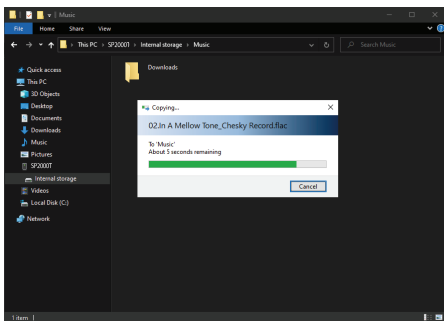 Music
File Home Share View
This PC > SP2000T > Internal storage > Music
Search Music
Quick access
This PC
3D Objects
Desktop
Documents
Downloads
Music
Pictures
SP2000T
Internal storage
Videos
Local Disk (C:)
Network
Downloads
Copying...
02.In A Mellow Tone_Chesky Record.flac
To 'Music'
About 5 seconds remaining
Cancel
1 item